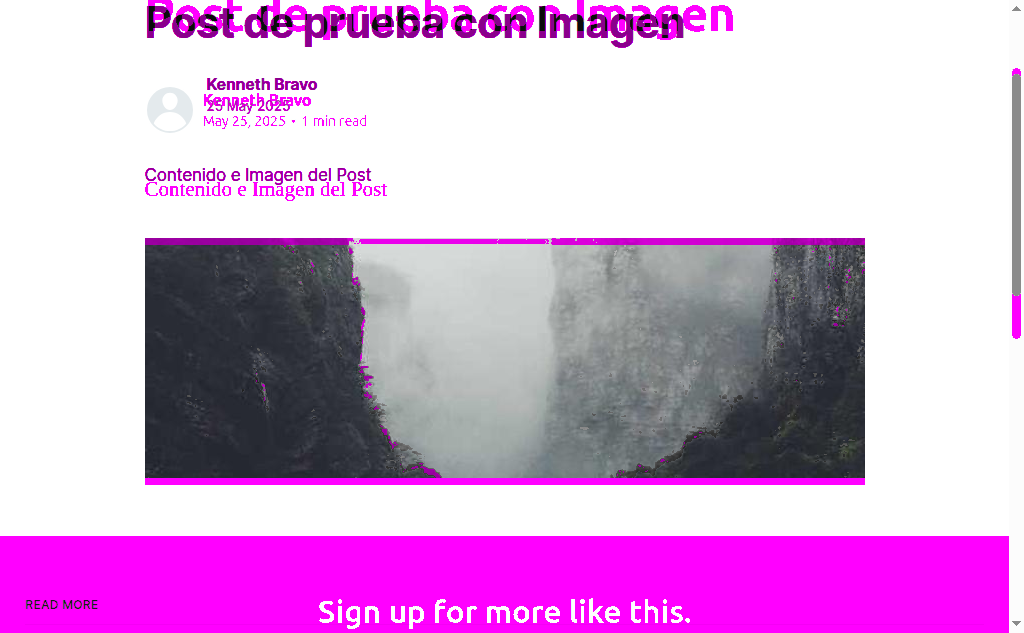 Post de prueba con Imagen
Post de prueba con Imagen
Kenneth Bravo
Kenneth Bravo
25 May 2025
May 25, 2025 • 1 min read
Contenido e Imagen del Post
Contenido e Imagen del Post
READ MORE
Sign up for more like this.